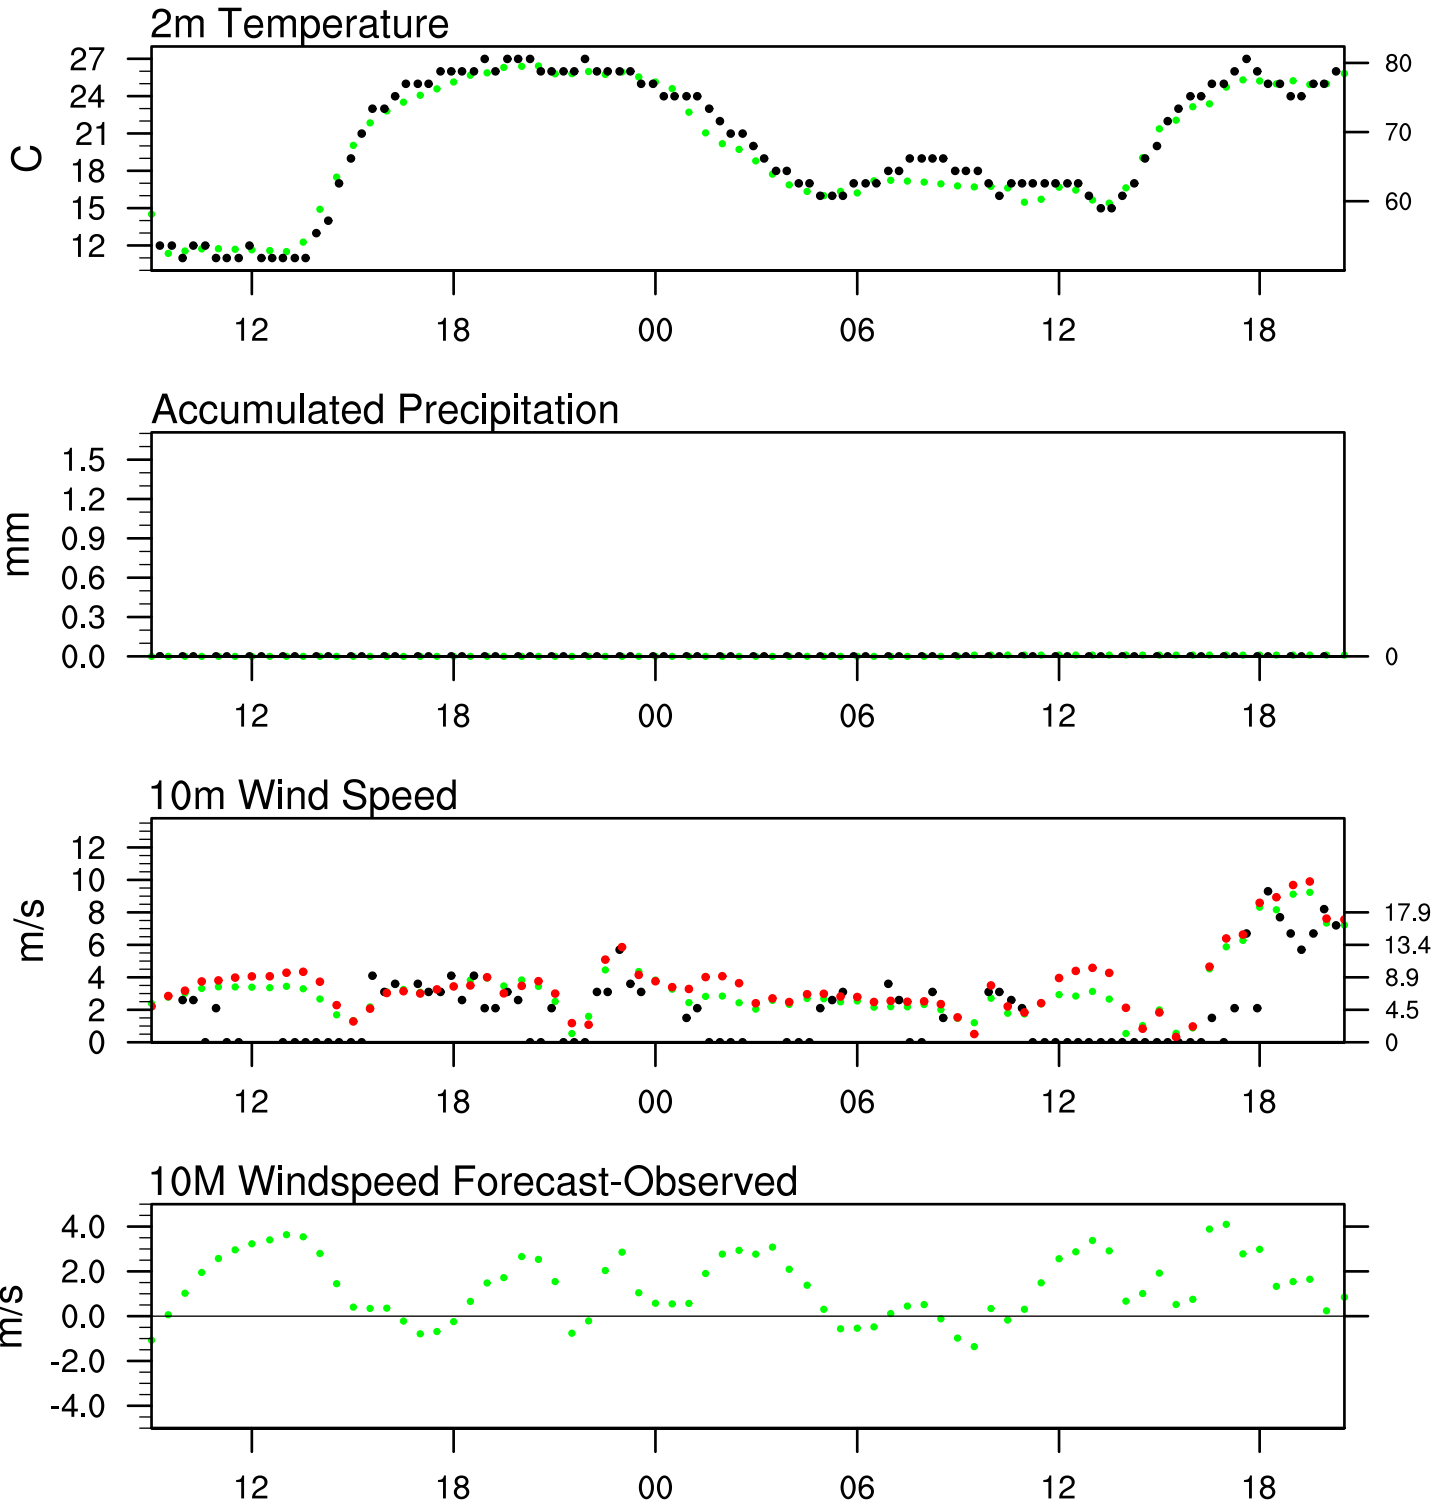 2m Temperature
27
24
21
18
15
12
C
80
70
60
12 18 00 06 12 18
Accumulated Precipitation
1.5
1.2
0.9
0.6
0.3
0.0
mm
0
12 18 00 06 12 18
10m Wind Speed
12
10
8
6
4
2
0
m/s
17.9
13.4
8.9
4.5
0
12 18 00 06 12 18
10M Windspeed Forecast-Observed
4.0
2.0
0.0
-2.0
-4.0
m/s
12 18 00 06 12 18